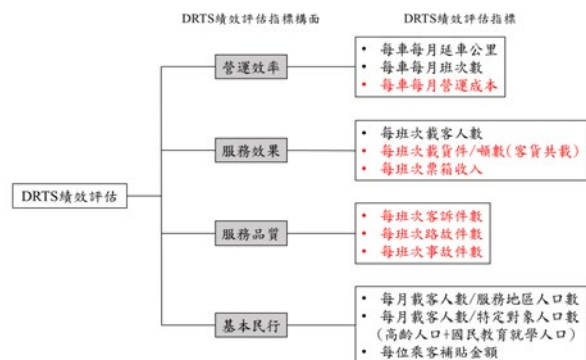 DRTS績效評估指標構面
DRTS績效評估指標
DRTS績效評估
營運效率
• 每車每月延車公里
• 每車每月班次數
• 每車每月營運成本
服務效果
• 每班次載客人數
• 每班次載貨件/噸數(客貨共載)
• 每班次票箱收入
服務品質
• 每班次客訴件數
• 每班次路故件數
• 每班次事故件數
基本民行
• 每月載客人數/服務地區人口數
• 每月載客人數/特定對象人口數
(高齡人口+國民教育就學人口)
• 每位乘客補貼金額